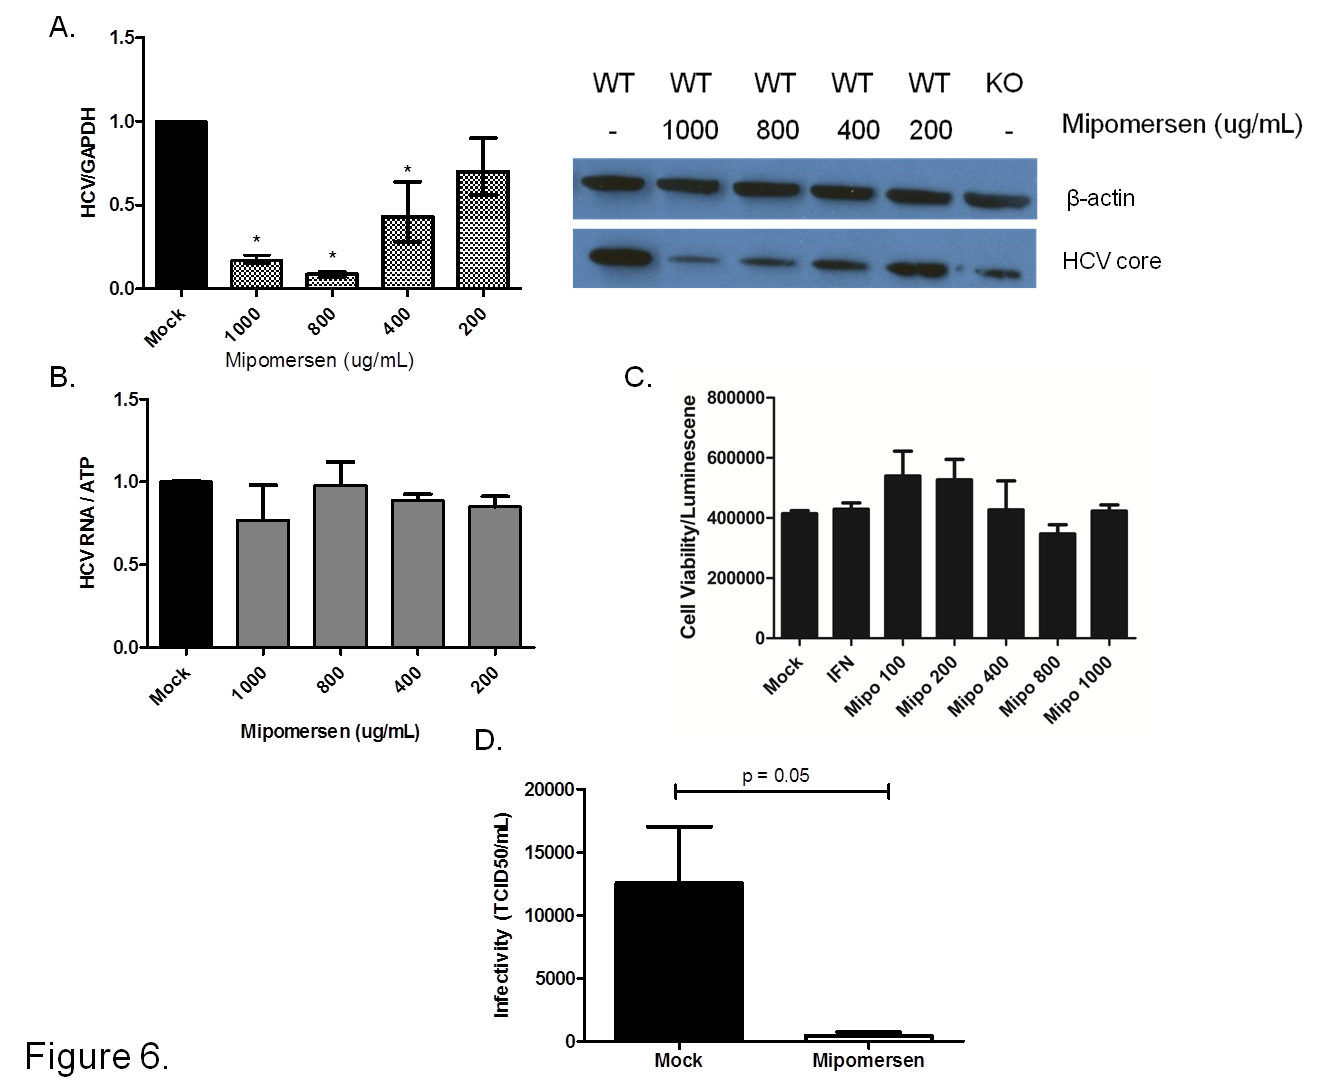 A.
1.5
1.0
0.5
0.0
HCV/GAPDH
*
*
*
Mock
1000
800
400
200
Mipomersen (ug/mL)
WT WT WT WT WT KO
- 1000 800 400 200 - Mipomersen (ug/mL)
β-actin
HCV core
B.
1.5
1.0
0.5
0.0
HCV RNA / ATP
Mock
1000
800
400
200
Mipomersen (ug/mL)
C.
800000
600000
400000
200000
0
Cell Viability/Luminescene
Mock
IFN
Mipo 100
Mipo 200
Mipo 400
Mipo 800
Mipo 1000
D.
p = 0.05
20000
15000
10000
5000
0
Infectivity (TCID50/mL)
Mock
Mipomersen
Figure 6.